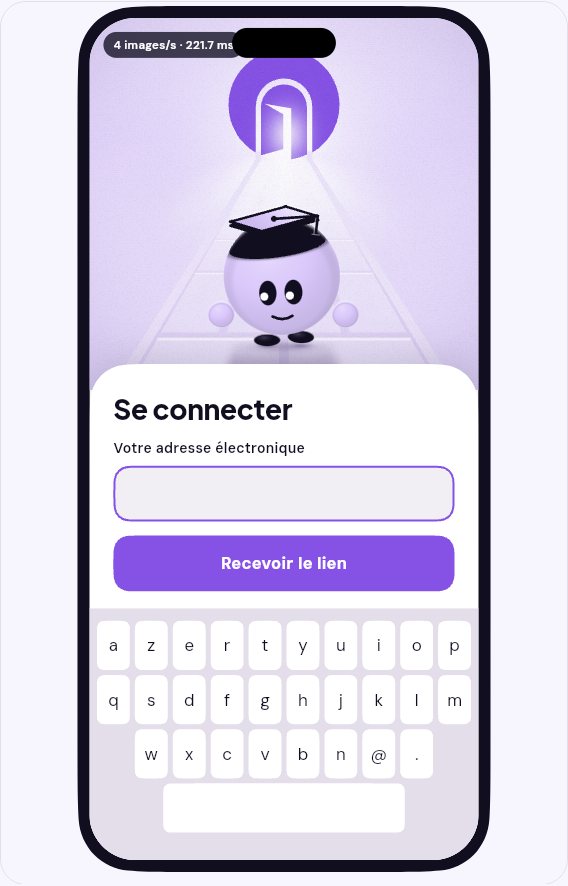 4 images/s · 221.7 ms
Se connecter
Votre adresse électronique
Recevoir le lien
a z e r t y u i o p
q s d f g h j k l m
w x c v b n @ .